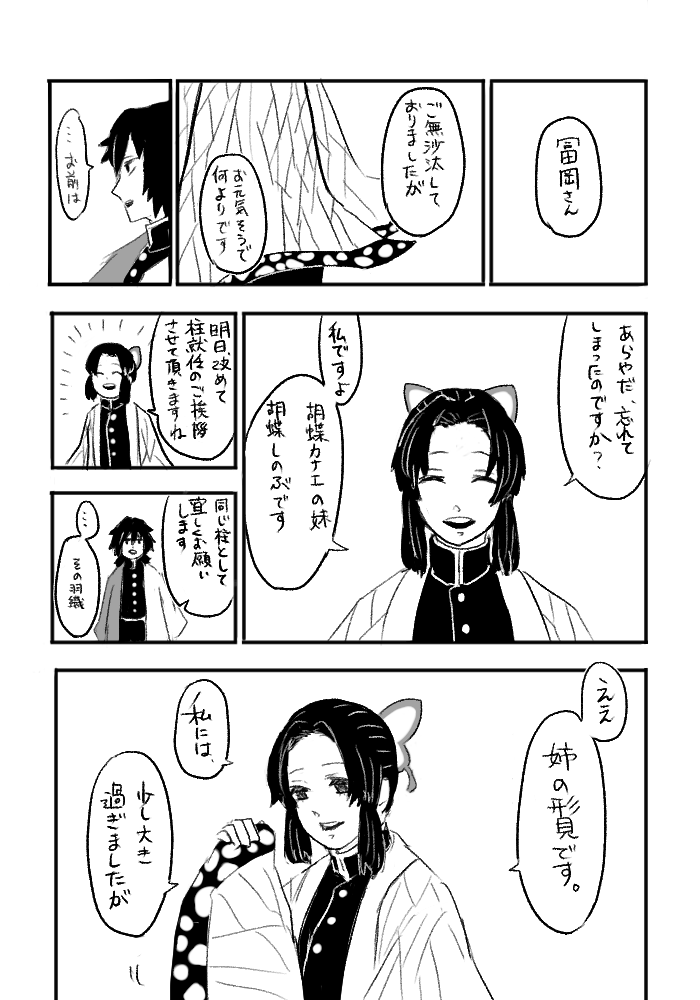 冨岡さん
ご無沙汰して
おりましたが
お元気そうで
何よりです
…お前は
あらやだ、忘れて
しまったのですか？
私ですよ
胡蝶カナエの妹
胡蝶しのぶです
明日、改めて
柱就任のご挨拶
させて頂きますね
同じ柱として
宜しくお願い
します
…
その羽織
ええ
姉の形見です。
私には、
少し大き
過ぎましたが